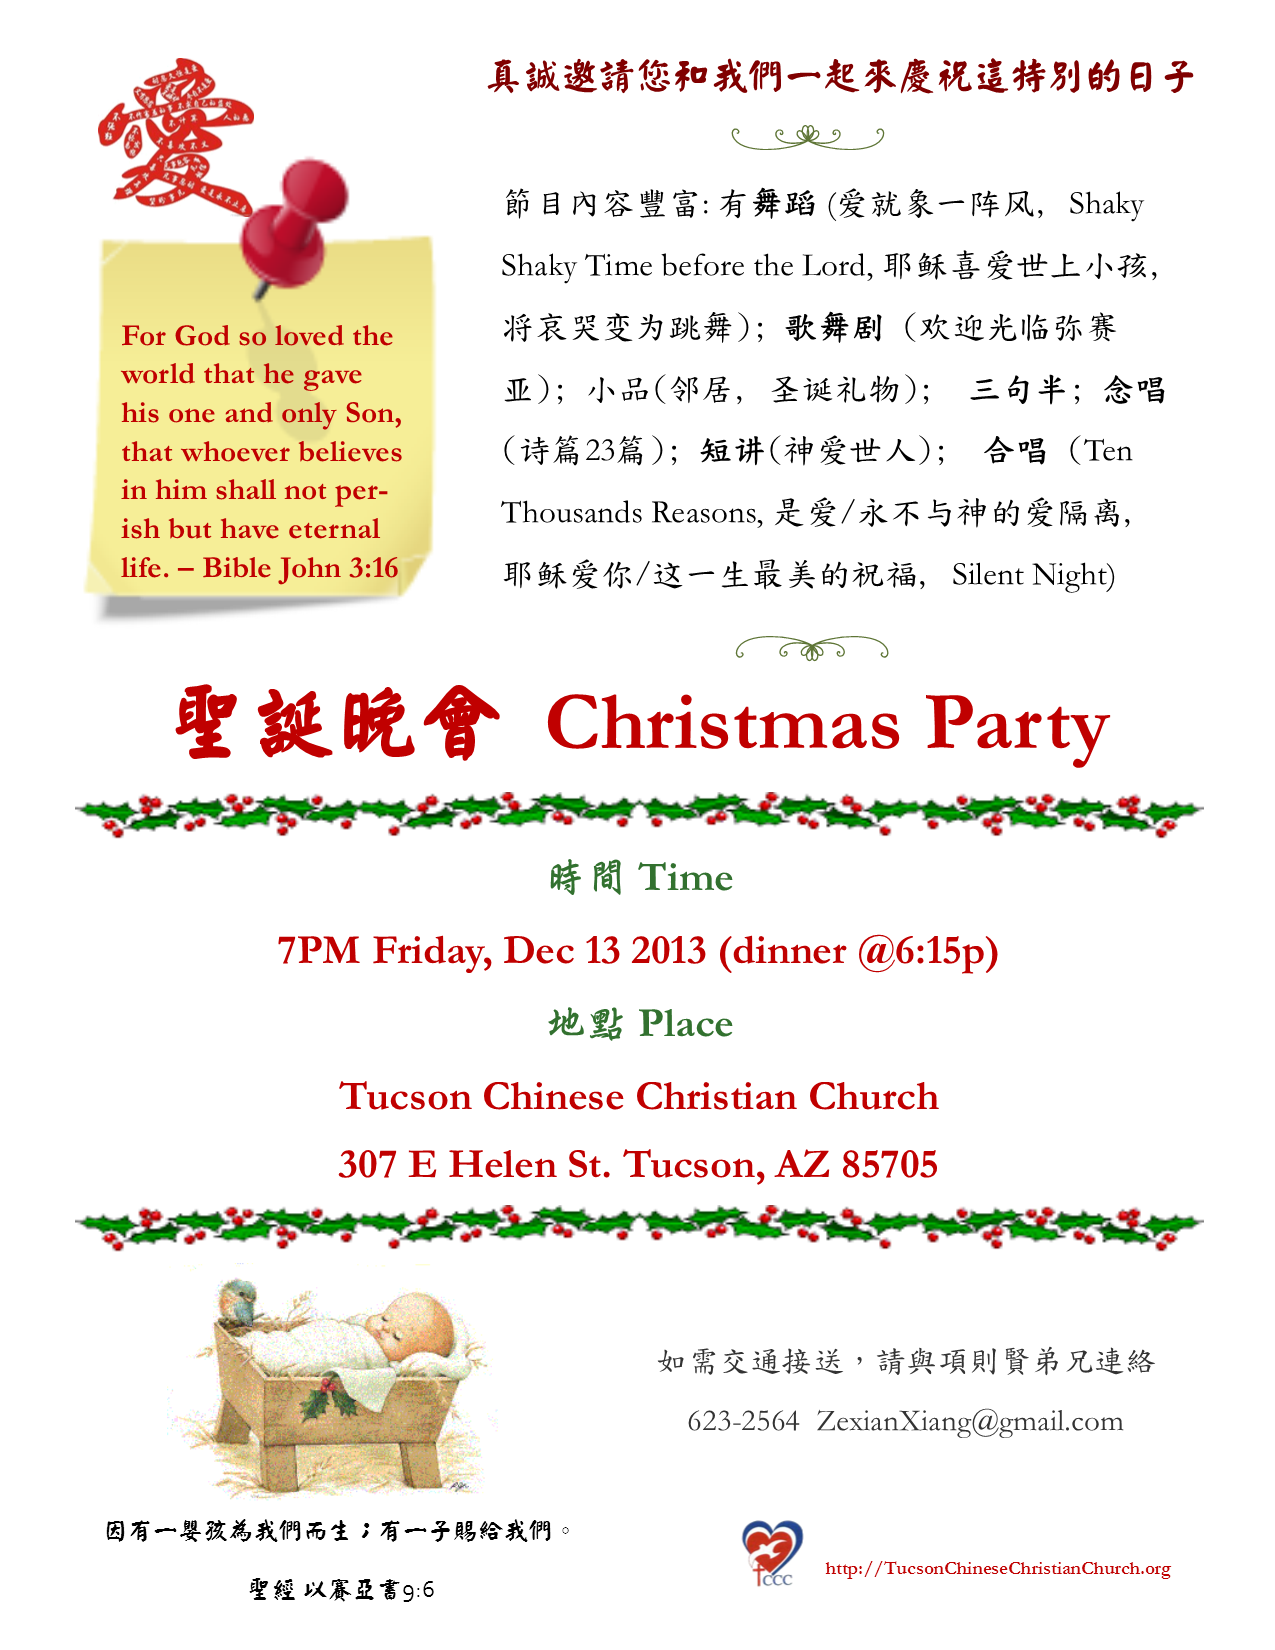 真誠邀請您和我們一起來慶祝這特別的日子
For God so loved the
world that he gave
his one and only Son,
that whoever believes
in him shall not per-
ish but have eternal
life. – Bible John 3:16
節目內容豐富: 有舞蹈 (爱就象一阵风, Shaky
Shaky Time before the Lord, 耶稣喜爱世上小孩,
将哀哭变为跳舞); 歌舞剧 (欢迎光临弥赛
亚); 小品(邻居, 圣诞礼物); 三句半; 念唱
(诗篇23篇); 短讲(神爱世人); 合唱 (Ten
Thousands Reasons, 是爱/永不与神的爱隔离,
耶稣爱你/这一生最美的祝福, Silent Night)
聖誕晚會 Christmas Party
時間 Time
7PM Friday, Dec 13 2013 (dinner @6:15p)
地點 Place
Tucson Chinese Christian Church
307 E Helen St. Tucson, AZ 85705
如需交通接送，請與項則賢弟兄連絡
623-2564 ZexianXiang@gmail.com
因有一嬰孩為我們而生；有一子賜給我們。
聖經 以賽亞書9:6
tccc
http://TucsonChineseChristianChurch.org